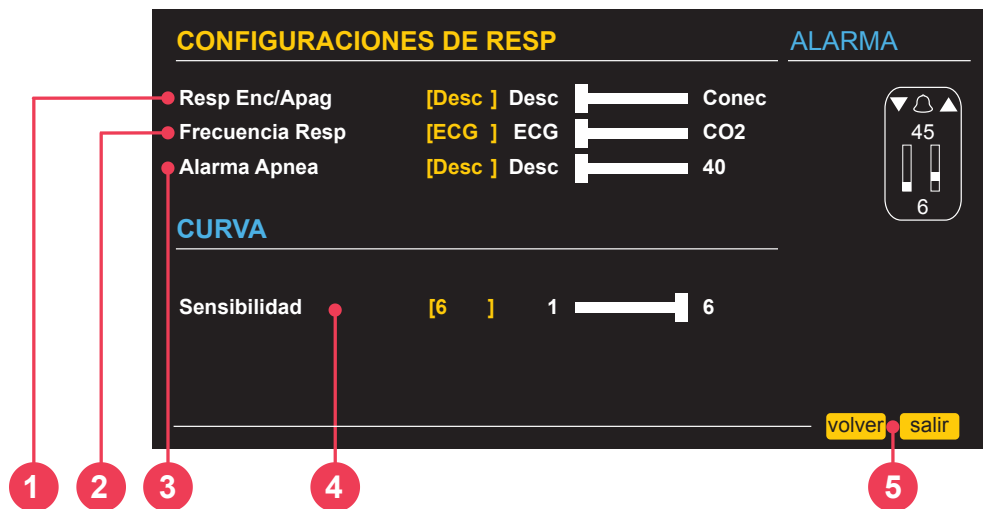 CONFIGURACIONES DE RESP
ALARMA
Resp Enc/Apag [Desc ] Desc Conec
Frecuencia Resp [ECG ] ECG CO2
Alarma Apnea [Desc ] Desc 40
45
6
CURVA
Sensibilidad [6 ] 1 6
volver salir
1 2 3 4 5